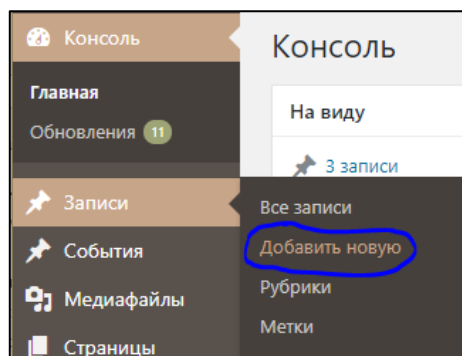 Консоль
Консоль
Главная
Обновления 11
На виду
3 записи
Записи
Все записи
Добавить новую
События
Рубрики
Медиафайлы
Метки
Страницы